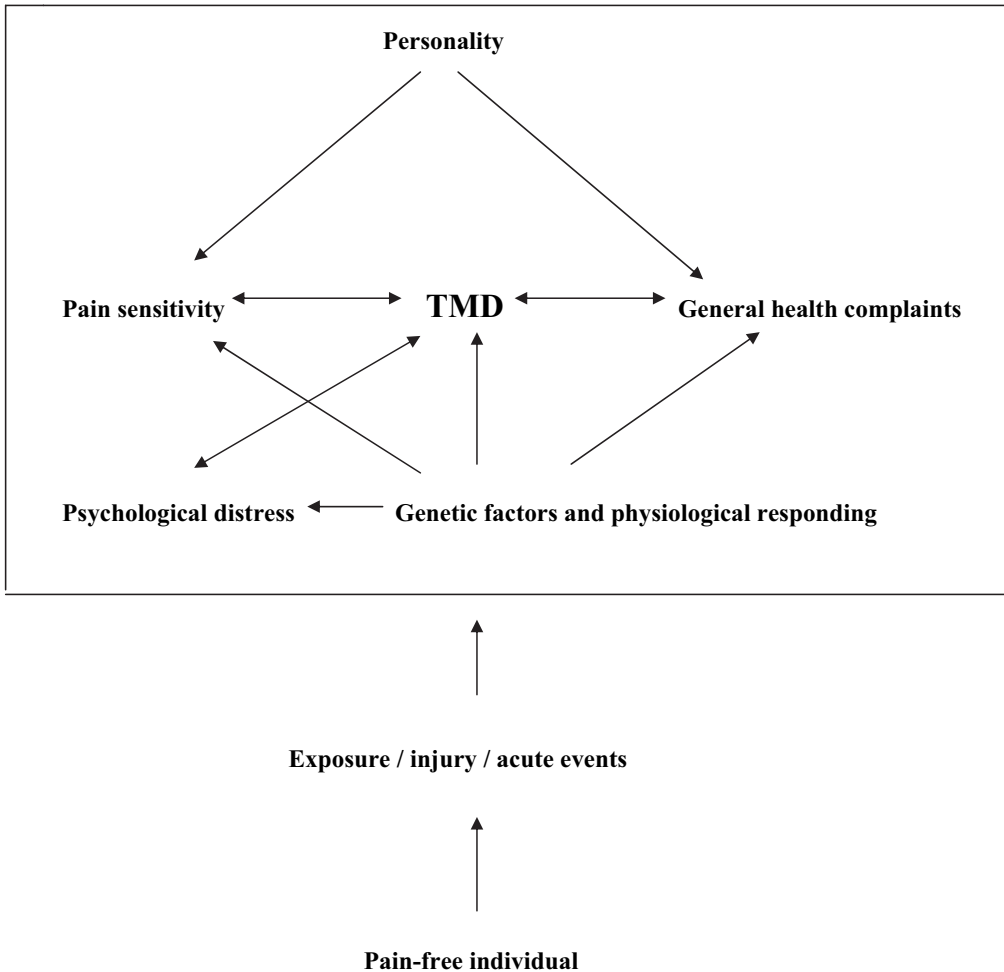 Personality
Pain sensitivity
TMD
General health complaints
Psychological distress
Genetic factors and physiological responding
Exposure / injury / acute events
Pain-free individual